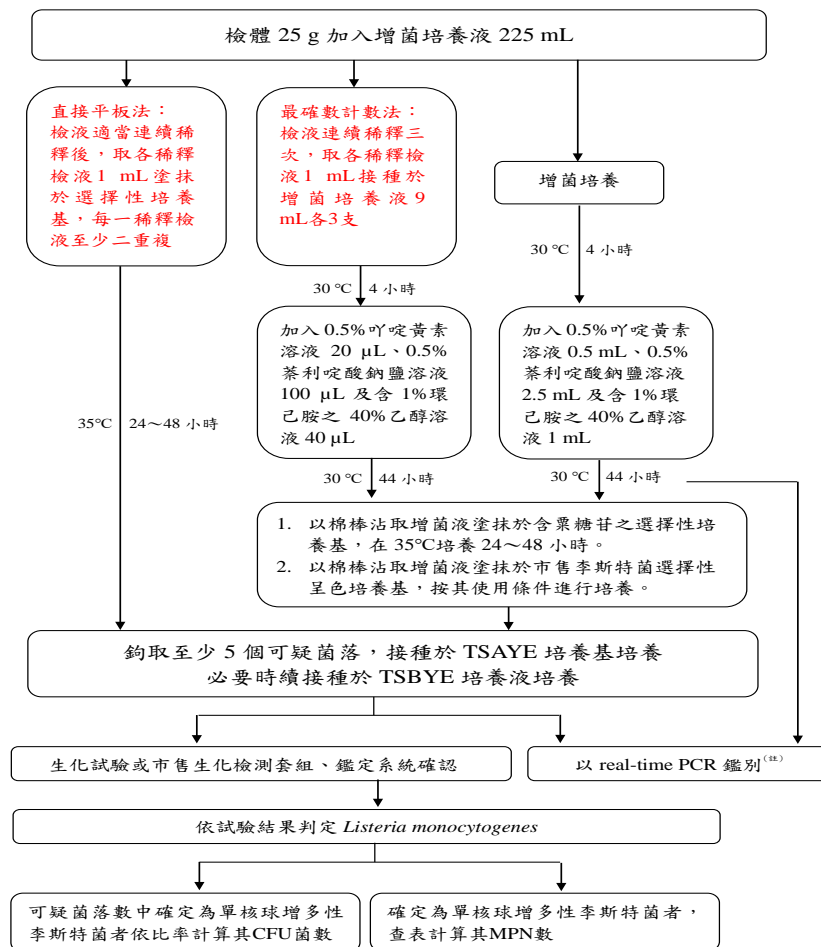 檢體 25 g 加入增菌培養液 225 mL
直接平板法：
檢液適當連續稀
釋後，取各稀釋
檢液1 mL塗抹
於選擇性培養
基，每一稀釋檢
液至少二重複
最確數計數法：
檢液連續稀釋三
次，取各稀釋檢
液1 mL接種於
增菌培養液9
mL各3支
增菌培養
30 ℃ 4 小時
30 ℃ 4 小時
加入 0.5%吖啶黃素
溶液 20 µL、0.5%
萘利啶酸鈉鹽溶液
100 µL 及含 1%環
己胺之 40%乙醇溶
液 40 µL
加入 0.5%吖啶黃素
溶液 0.5 mL、0.5%
萘利啶酸鈉鹽溶液
2.5 mL 及含 1%環
己胺之 40%乙醇溶
液 1 mL
35℃ 24～48 小時
30 ℃ 44 小時
30 ℃ 44 小時
1. 以棉棒沾取增菌液塗抹於含粟糖苷之選擇性培
養基，在 35℃培養 24～48 小時。
2. 以棉棒沾取增菌液塗抹於市售李斯特菌選擇性
呈色培養基，按其使用條件進行培養。
鉤取至少 5 個可疑菌落，接種於 TSAYE 培養基培養
必要時續接種於 TSBYE 培養液培養
生化試驗或市售生化檢測套組、鑑定系統確認
以 real-time PCR 鑑別(註)
依試驗結果判定 Listeria monocytogenes
可疑菌落數中確定為單核球增多性
李斯特菌者依比率計算其CFU菌數
確定為單核球增多性李斯特菌者，
查表計算其MPN數